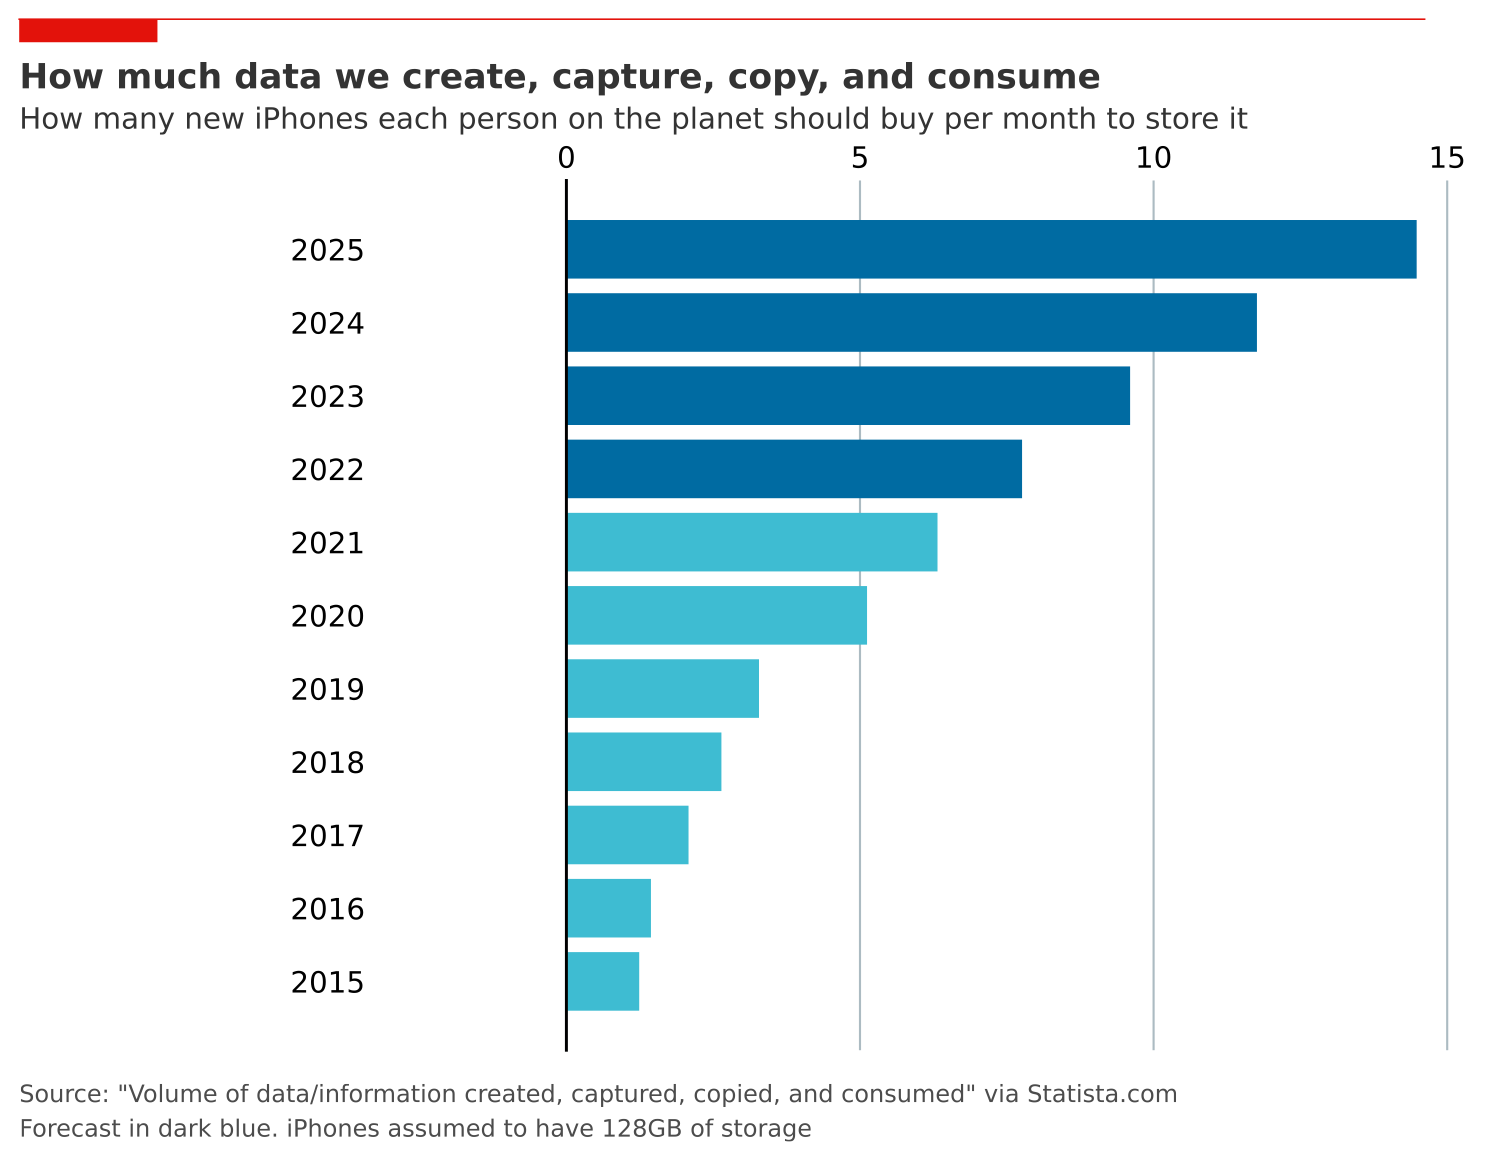 How much data we create, capture, copy, and consume
How many new iPhones each person on the planet should buy per month to store it
0 5 10 15
2025
2024
2023
2022
2021
2020
2019
2018
2017
2016
2015
Source: "Volume of data/information created, captured, copied, and consumed" via Statista.com
Forecast in dark blue. iPhones assumed to have 128GB of storage